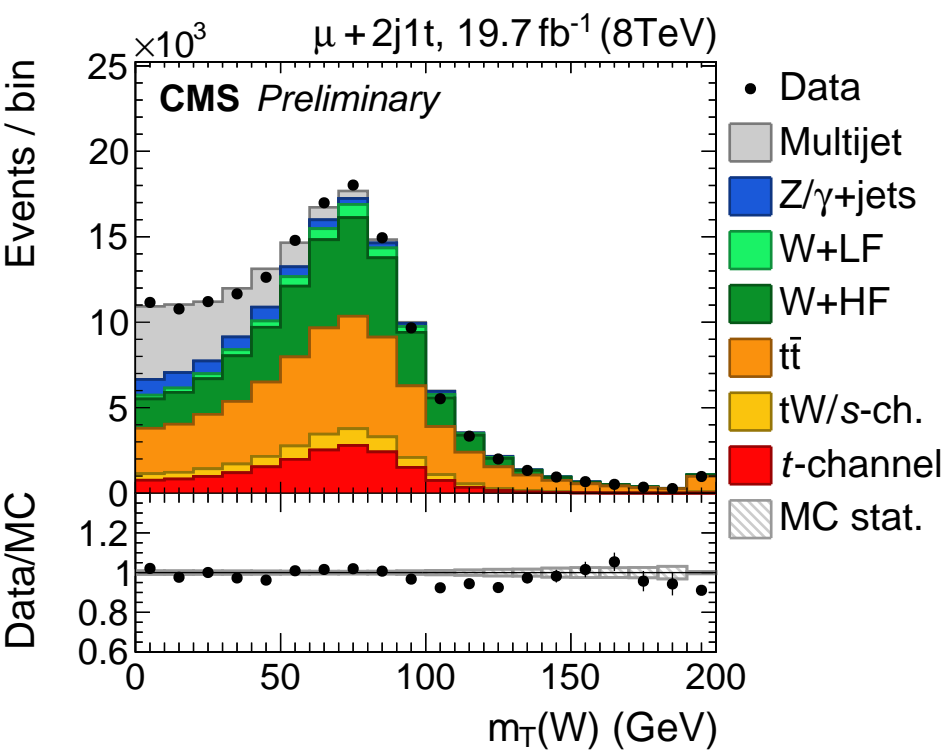 ×10³ μ + 2j1t, 19.7 fb⁻¹ (8TeV)
CMS Preliminary
Events / bin
25
20
15
10
5
0
Data
Multijet
Z/γ+jets
W+LF
W+HF
tt̄
tW/s-ch.
t-channel
MC stat.
Data/MC
1.2
1
0.8
0.6
0 50 100 150 200
m_T(W) (GeV)